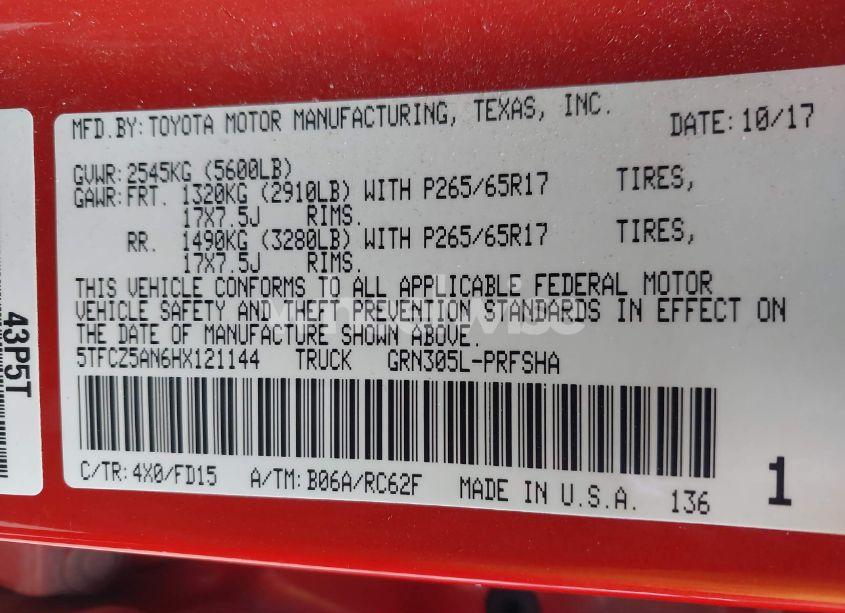 MFD.BY:TOYOTA MOTOR MANUFACTURING, TEXAS, INC. DATE:10/17
GVWR:2545KG (5600LB)
GAWR:FRT. 1320KG (2910LB) WITH P265/65R17 TIRES,
17X7.5J RIMS.
RR. 1490KG (3280LB) WITH P265/65R17 TIRES,
17X7.5J RIMS.
THIS VEHICLE CONFORMS TO ALL APPLICABLE FEDERAL MOTOR
VEHICLE SAFETY AND THEFT PREVENTION STANDARDS IN EFFECT ON
THE DATE OF MANUFACTURE SHOWN ABOVE.
5TFCZ5AN6HX121144 TRUCK GRN305L-PRFSHA
C/TR:4X0/FD15 A/TM:B06A/RC62F MADE IN U.S.A. 136 1
43P5T